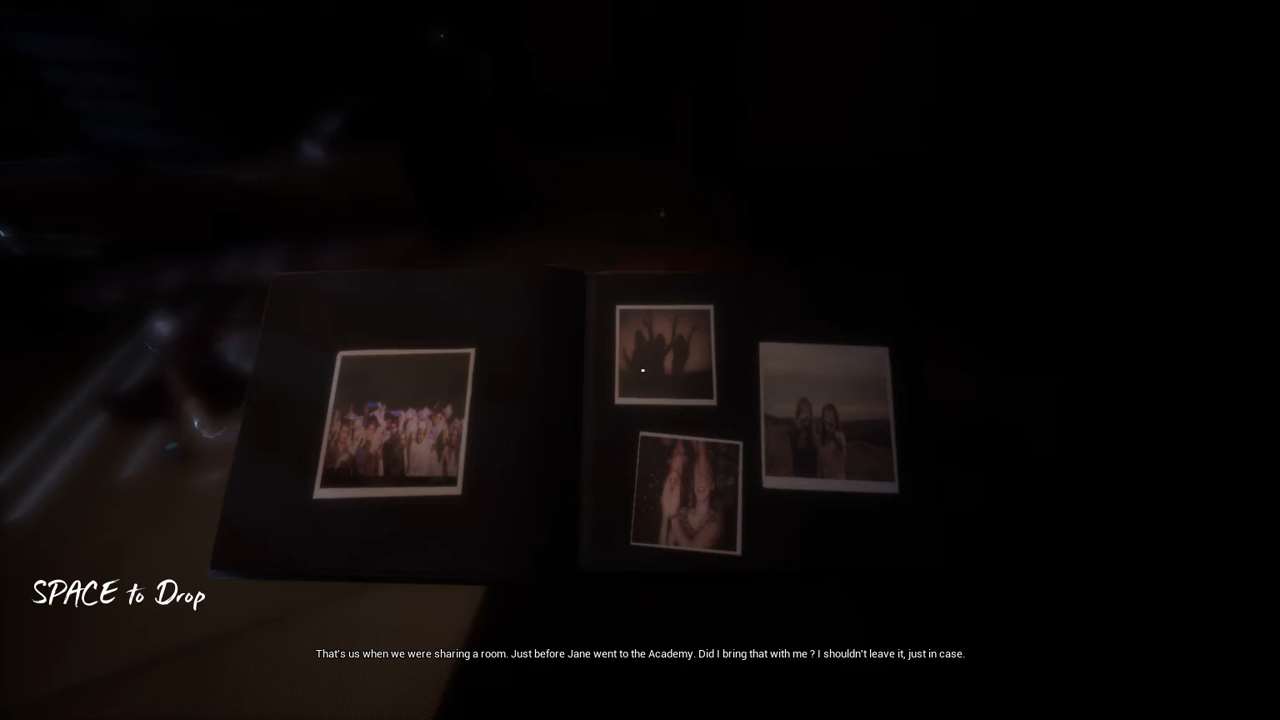 SPACE to Drop
That's us when we were sharing a room. Just before Jane went to the Academy. Did I bring that with me ? I shouldn't leave it, just in case.